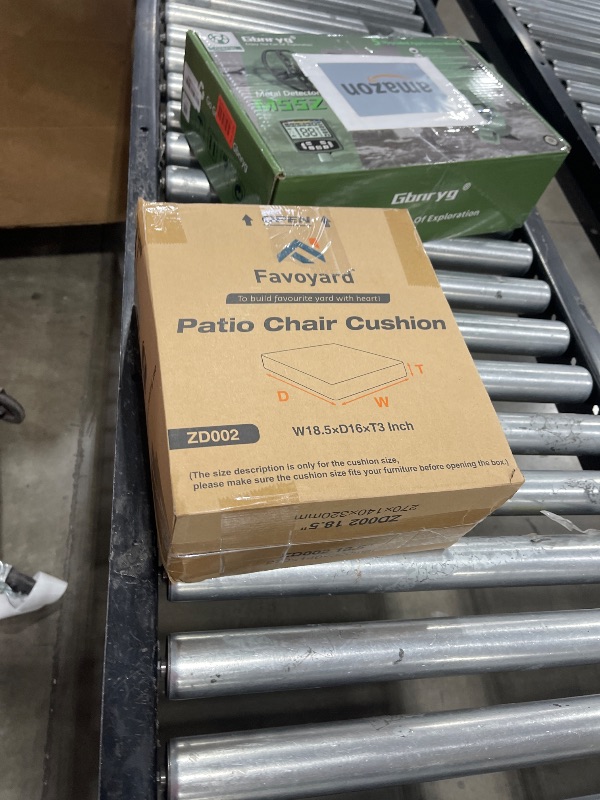 Gbnryg®
Metal Detector
amazon
Gbnryg®
Of Exploration
Favoyard
To build favourite yard with heart!
Patio Chair Cushion
D
W
T
ZD002
W18.5xD16xT3 Inch
(The size description is only for the cushion size,
please make sure the cushion size fits your furniture before opening the box.)
ZD002 18.5"
270x140x320mm